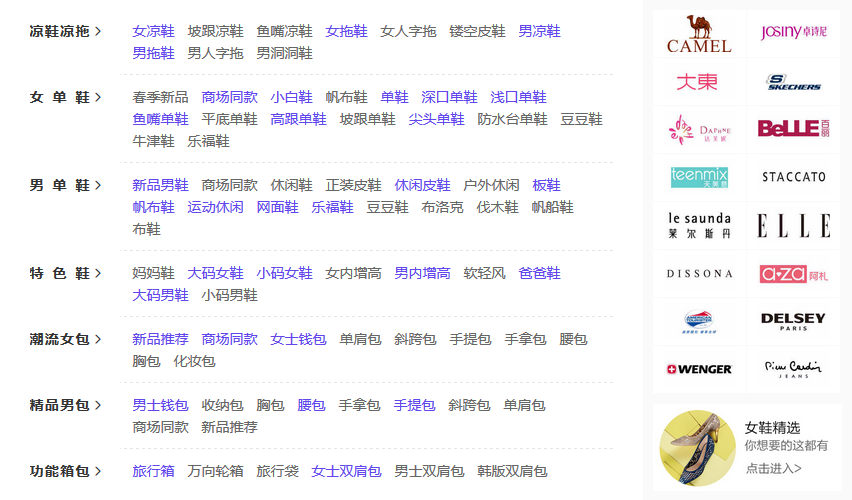 凉鞋凉拖 > 女凉鞋 坡跟凉鞋 鱼嘴凉鞋 女拖鞋 女人字拖 镂空皮鞋 男凉鞋
男拖鞋 男人字拖 男洞洞鞋
女单鞋 > 春季新品 商场同款 小白鞋 帆布鞋 单鞋 深口单鞋 浅口单鞋
鱼嘴单鞋 平底单鞋 高跟单鞋 坡跟单鞋 尖头单鞋 防水台单鞋 豆豆鞋
牛津鞋 乐福鞋
男单鞋 > 新品男鞋 商场同款 休闲鞋 正装皮鞋 休闲皮鞋 户外休闲 板鞋
帆布鞋 运动休闲 网面鞋 乐福鞋 豆豆鞋 布洛克 伐木鞋 帆船鞋
布鞋
特色鞋 > 妈妈鞋 大码女鞋 小码女鞋 女内增高 男内增高 软轻风 爸爸鞋
大码男鞋 小码男鞋
潮流女包 > 新品推荐 商场同款 女士钱包 单肩包 斜跨包 手提包 手拿包 腰包
胸包 化妆包
精品男包 > 男士钱包 收纳包 胸包 腰包 手拿包 手提包 斜跨包 单肩包
商场同款 新品推荐
功能箱包 > 旅行箱 万向轮箱 旅行袋 女士双肩包 男士双肩包 韩版双肩包
CAMEL
josiny 卓诗尼
大東
S SKECHERS
DAPHNE
达芙妮
BeLLE 百丽
teenmix
天美意
STACCATO
le saunda
莱尔斯丹
ELLE
DISSONA
a·za 阿札
AMERICAN TOURISTER
DELSEY
PARIS
WENGER
Pierre Cardin
JEANS
女鞋精选
你想要的这都有
点击进入>